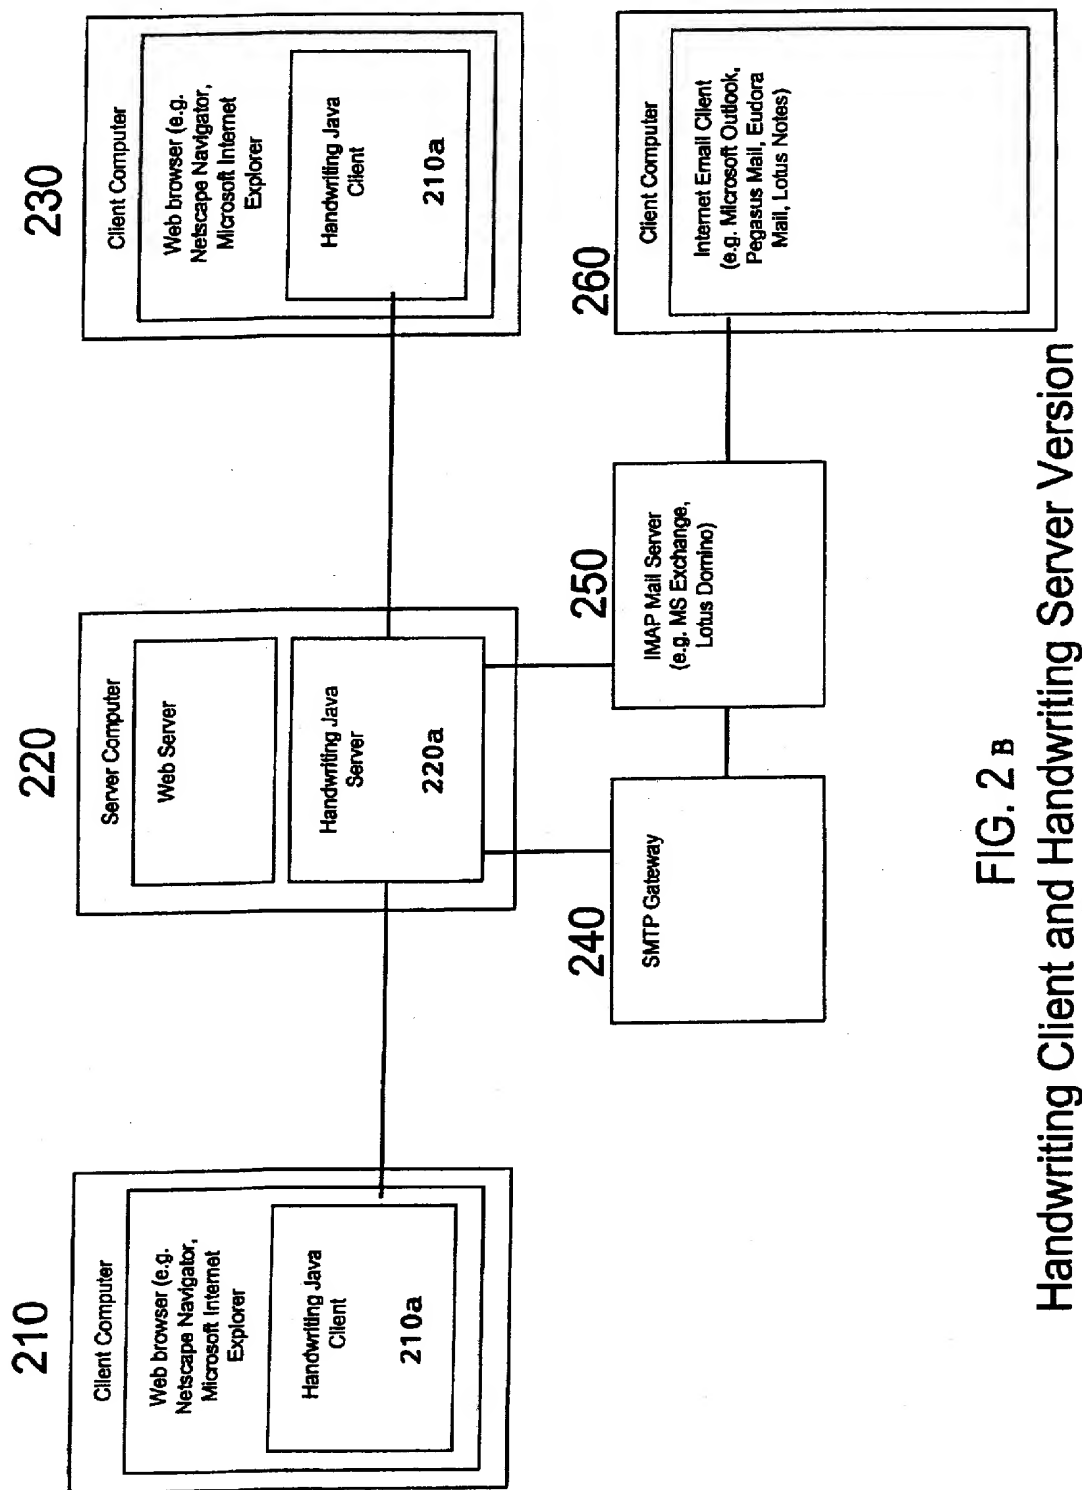 210
Client Computer
Web browser (e.g.
Netscape Navigator,
Microsoft Internet
Explorer
Handwriting Java
Client
210a
220
Server Computer
Web Server
Handwriting Java
Server
220a
230
Client Computer
Web browser (e.g.
Netscape Navigator,
Microsoft Internet
Explorer
Handwriting Java
Client
210a
240
SMTP Gateway
250
IMAP Mail Server
(e.g. MS Exchange,
Lotus Domino)
260
Client Computer
Internet Email Client
(e.g. Microsoft Outlook,
Pegasus Mail, Eudora
Mail, Lotus Notes)
FIG. 2B
Handwriting Client and Handwriting Server Version